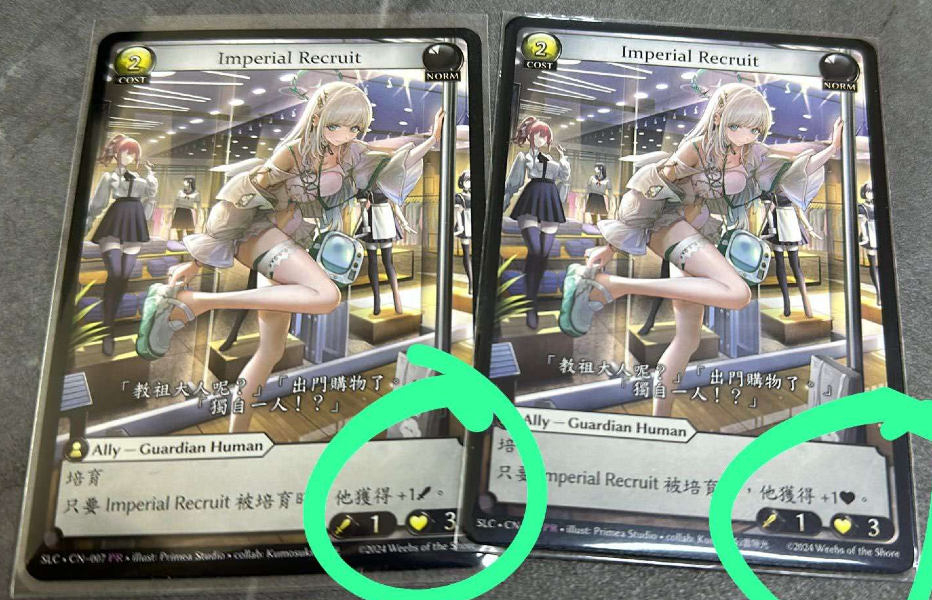 2
COST
Imperial Recruit
NORM
「教祖大人呢?」「出門購物了。
「獨自一人!?」
Ally — Guardian Human
培育
只要 Imperial Recruit 被培育時 他獲得 +1。
1
3
SLC • CN-007 PR • illust: Primea Studio • collab: Kumosuk
©2024 Weebs of the Shore
2
COST
Imperial Recruit
NORM
「教祖大人呢?」「出門購物了。」
「獨自一人!?」
Ally — Guardian Human
培
只要 Imperial Recruit 被培育 ,他獲得 +1。
1
3
SLC • CN PR • illust: Primea Studio • collab:
©2024 Weebs of the Shore